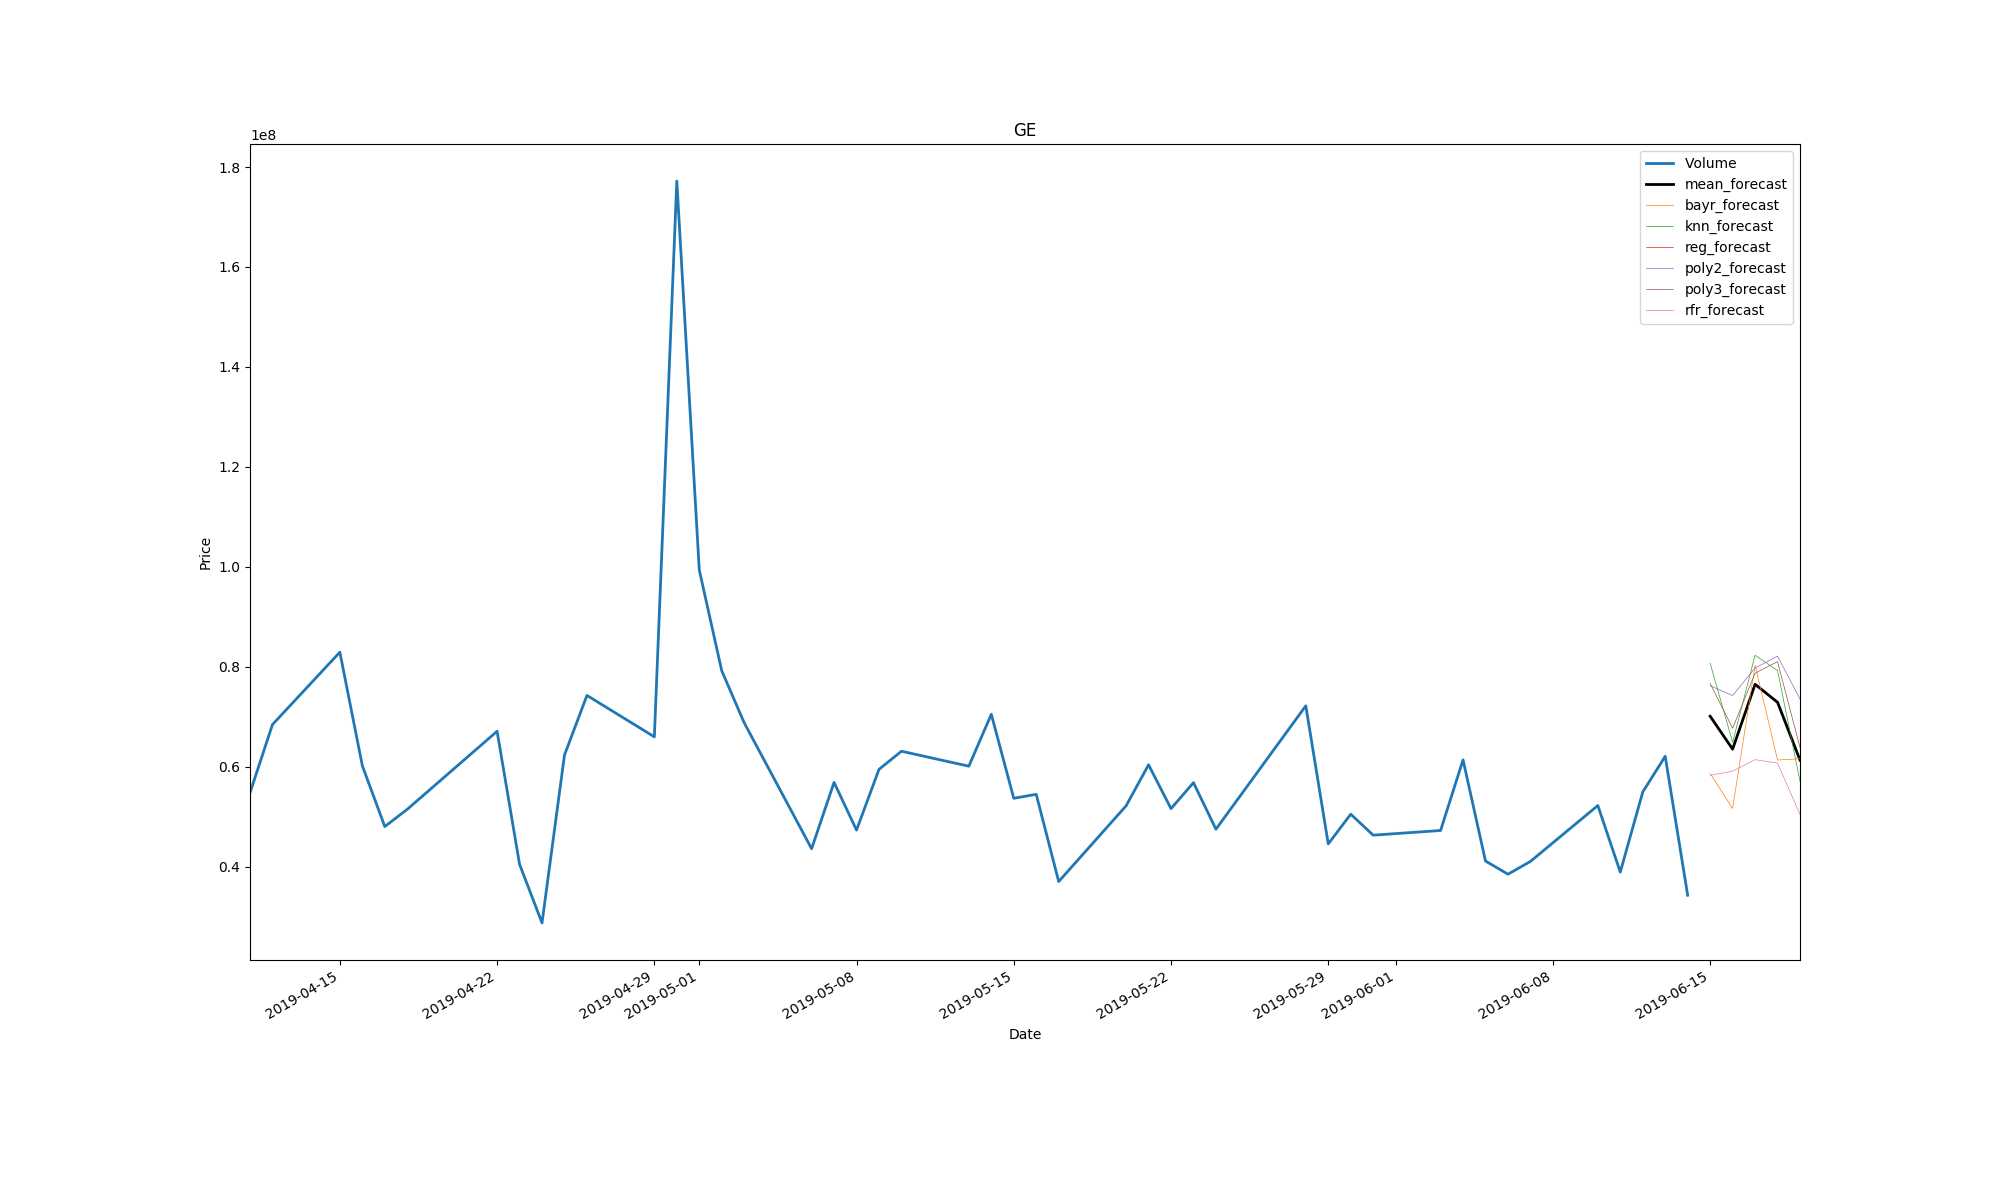 GE
1e8
1.8
1.6
1.4
1.2
1.0
0.8
0.6
0.4
Price
Volume
mean_forecast
bayr_forecast
knn_forecast
reg_forecast
poly2_forecast
poly3_forecast
rfr_forecast
2019-04-15
2019-04-22
2019-04-29
2019-05-01
2019-05-08
2019-05-15
2019-05-22
2019-05-29
2019-06-01
2019-06-08
2019-06-15
Date